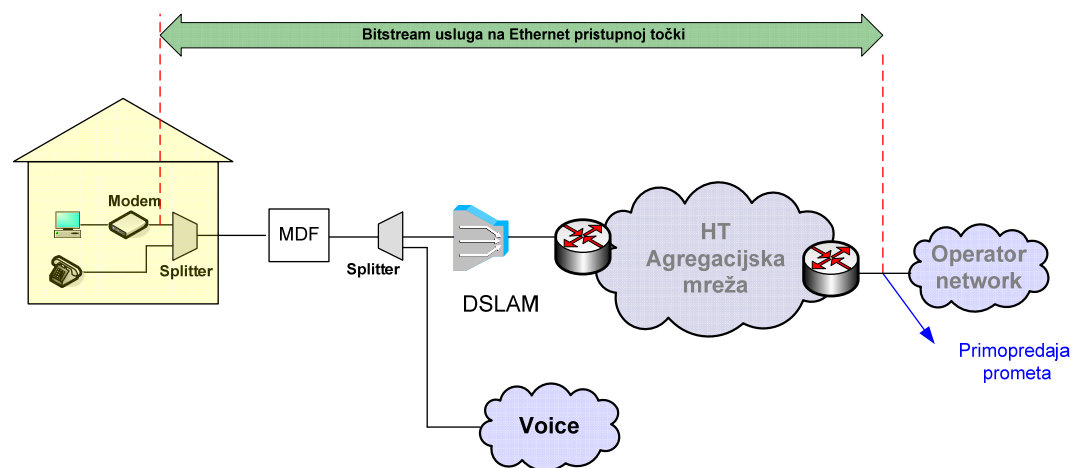 Bitstream usluga na Ethernet pristupnoj točki
Modem
Splitter
MDF
Splitter
DSLAM
HT
Agregacijska
mreža
Operator
network
Primopredaja
prometa
Voice